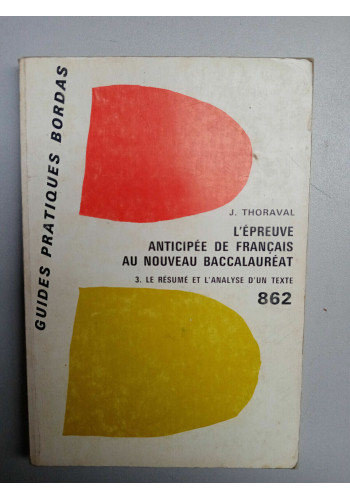 GUIDES PRATIQUES BORDAS
J. THORAVAL
L'ÉPREUVE
ANTICIPÉE DE FRANÇAIS
AU NOUVEAU BACCALAURÉAT
3. LE RÉSUMÉ ET L'ANALYSE D'UN TEXTE
862